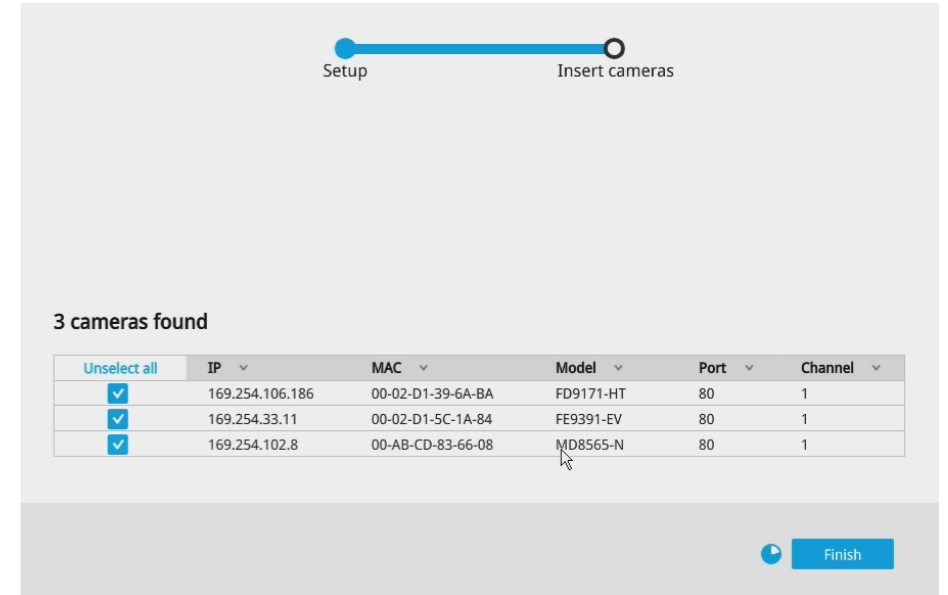 Setup Insert cameras
3 cameras found
Unselect all IP MAC Model Port Channel
169.254.106.186 00-02-D1-39-6A-BA FD9171-HT 80 1
169.254.33.11 00-02-D1-5C-1A-84 FE9391-EV 80 1
169.254.102.8 00-AB-CD-83-66-08 MD8565-N 80 1
Finish